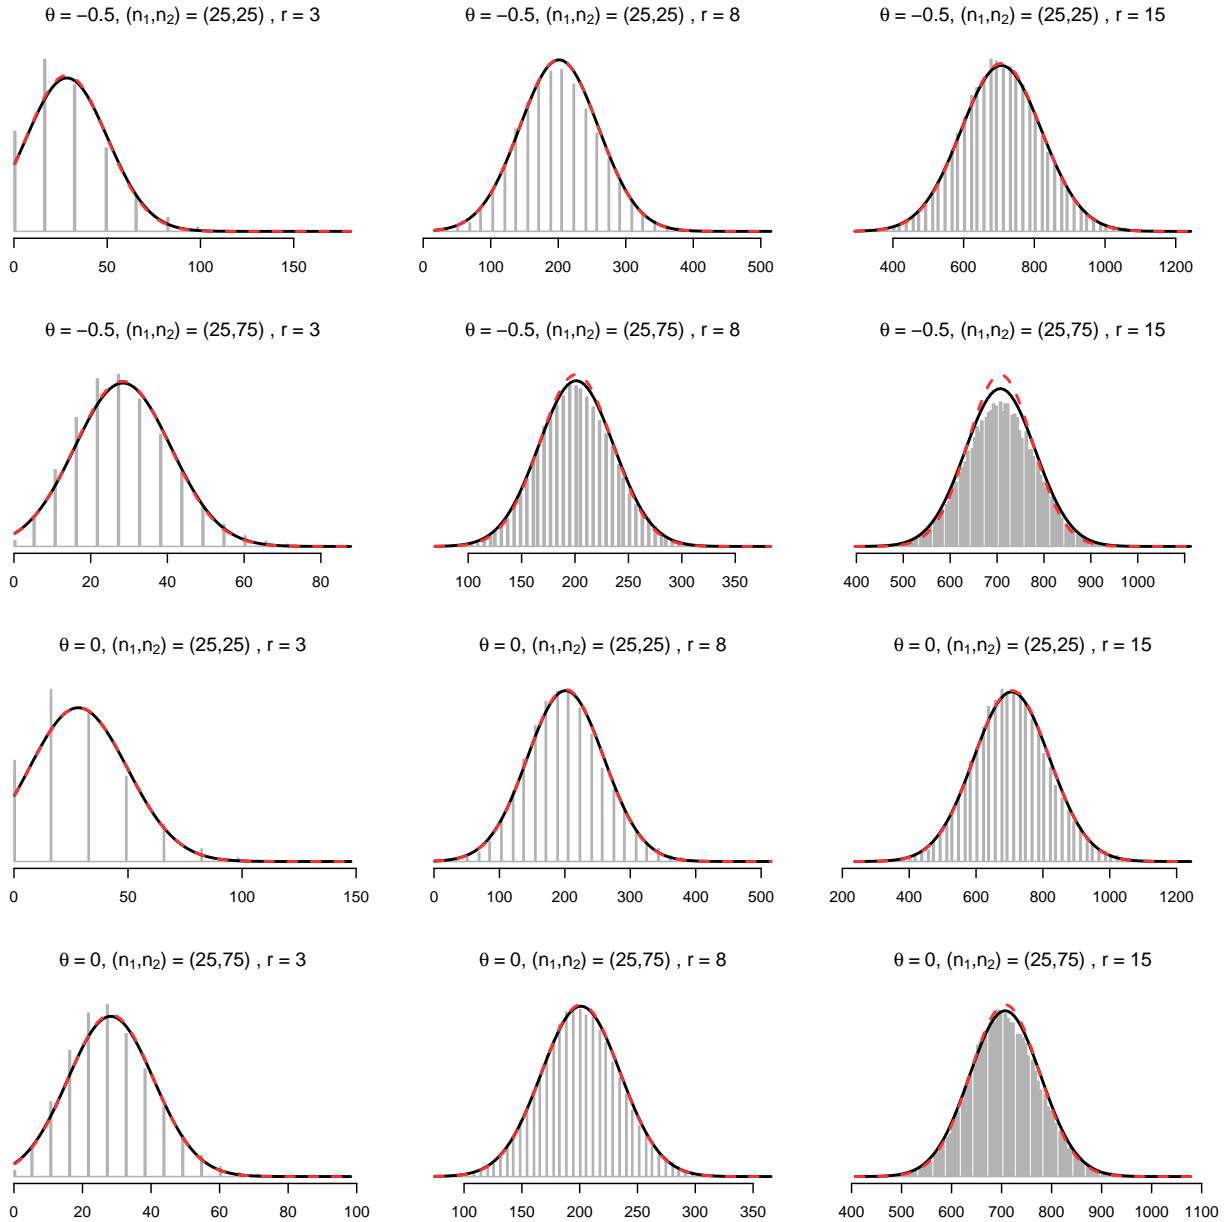 θ = −0.5, (n₁,n₂) = (25,25) , r = 3
θ = −0.5, (n₁,n₂) = (25,25) , r = 8
θ = −0.5, (n₁,n₂) = (25,25) , r = 15
0 50 100 150
0 100 200 300 400 500
400 600 800 1000 1200
θ = −0.5, (n₁,n₂) = (25,75) , r = 3
θ = −0.5, (n₁,n₂) = (25,75) , r = 8
θ = −0.5, (n₁,n₂) = (25,75) , r = 15
0 20 40 60 80
100 150 200 250 300 350
400 500 600 700 800 900 1000
θ = 0, (n₁,n₂) = (25,25) , r = 3
θ = 0, (n₁,n₂) = (25,25) , r = 8
θ = 0, (n₁,n₂) = (25,25) , r = 15
0 50 100 150
0 100 200 300 400 500
200 400 600 800 1000 1200
θ = 0, (n₁,n₂) = (25,75) , r = 3
θ = 0, (n₁,n₂) = (25,75) , r = 8
θ = 0, (n₁,n₂) = (25,75) , r = 15
0 20 40 60 80 100
100 150 200 250 300 350
400 500 600 700 800 900 1000 1100